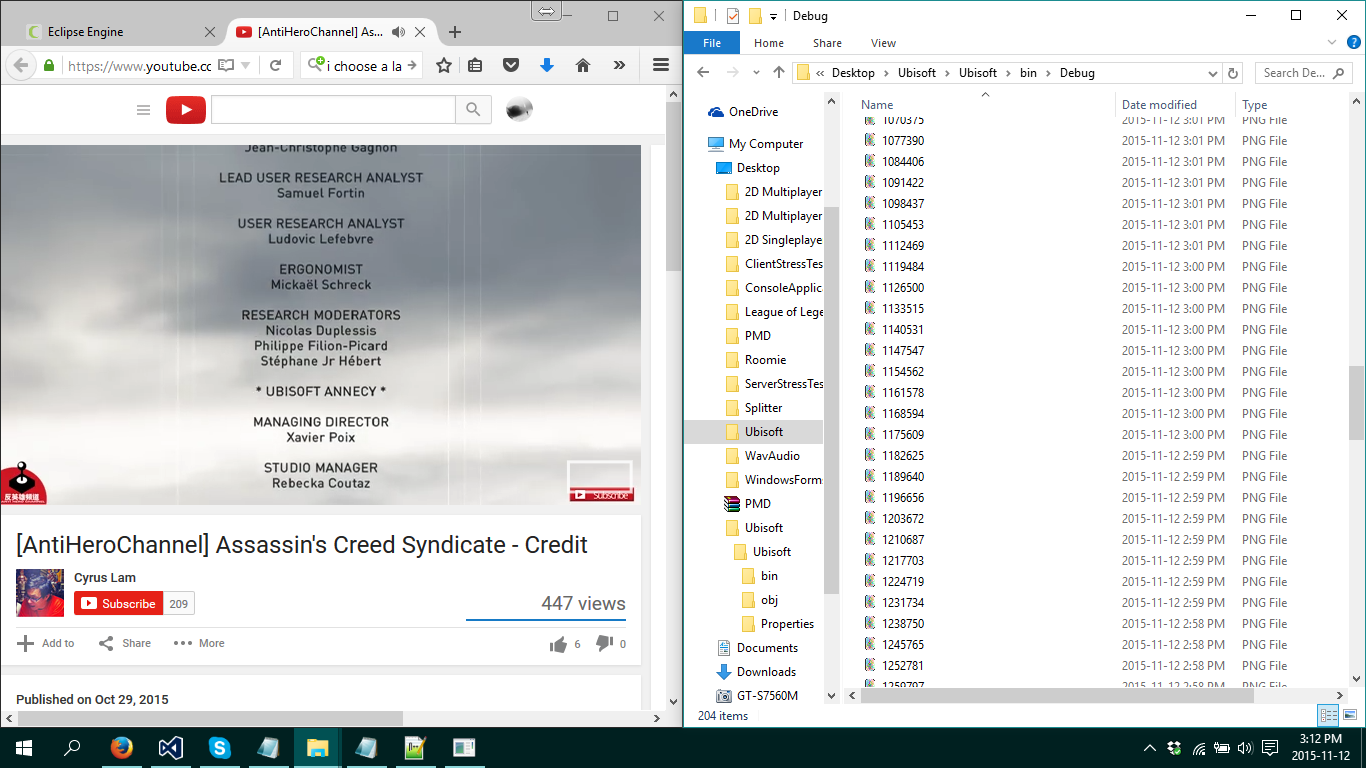 Eclipse Engine
[AntiHeroChannel] As...
https://www.youtube.cc
i choose a la
Jean-Christophe Gagnon
LEAD USER RESEARCH ANALYST
Samuel Fortin
USER RESEARCH ANALYST
Ludovic Lefebvre
ERGONOMIST
Mickaël Schreck
RESEARCH MODERATORS
Nicolas Duplessis
Philippe Filion-Picard
Stéphane Jr Hébert
* UBISOFT ANNECY *
MANAGING DIRECTOR
Xavier Poix
STUDIO MANAGER
Rebecka Coutaz
反英雄頻道
Subscribe
[AntiHeroChannel] Assassin's Creed Syndicate - Credit
Cyrus Lam
Subscribe 209
447 views
Add to Share More 6 0
Published on Oct 29, 2015
Debug
File Home Share View
« Desktop Ubisoft Ubisoft bin Debug
Search De...
OneDrive
My Computer
Desktop
2D Multiplayer
2D Multiplayer
2D Singleplaye
ClientStressTes
ConsoleApplica
League of Lege
PMD
Roomie
ServerStressTes
Splitter
Ubisoft
WavAudio
WindowsForm
PMD
Ubisoft
Ubisoft
bin
obj
Properties
Documents
Downloads
GT-S7560M
Name Date modified Type
1070375 2015-11-12 3:01 PM PNG File
1077390 2015-11-12 3:01 PM PNG File
1084406 2015-11-12 3:01 PM PNG File
1091422 2015-11-12 3:01 PM PNG File
1098437 2015-11-12 3:01 PM PNG File
1105453 2015-11-12 3:01 PM PNG File
1112469 2015-11-12 3:01 PM PNG File
1119484 2015-11-12 3:00 PM PNG File
1126500 2015-11-12 3:00 PM PNG File
1133515 2015-11-12 3:00 PM PNG File
1140531 2015-11-12 3:00 PM PNG File
1147547 2015-11-12 3:00 PM PNG File
1154562 2015-11-12 3:00 PM PNG File
1161578 2015-11-12 3:00 PM PNG File
1168594 2015-11-12 3:00 PM PNG File
1175609 2015-11-12 3:00 PM PNG File
1182625 2015-11-12 2:59 PM PNG File
1189640 2015-11-12 2:59 PM PNG File
1196656 2015-11-12 2:59 PM PNG File
1203672 2015-11-12 2:59 PM PNG File
1210687 2015-11-12 2:59 PM PNG File
1217703 2015-11-12 2:59 PM PNG File
1224719 2015-11-12 2:59 PM PNG File
1231734 2015-11-12 2:59 PM PNG File
1238750 2015-11-12 2:58 PM PNG File
1245765 2015-11-12 2:58 PM PNG File
1252781 2015-11-12 2:58 PM PNG File
1259797 2015-11-12 2:58 PM PNG File
204 items
3:12 PM
2015-11-12